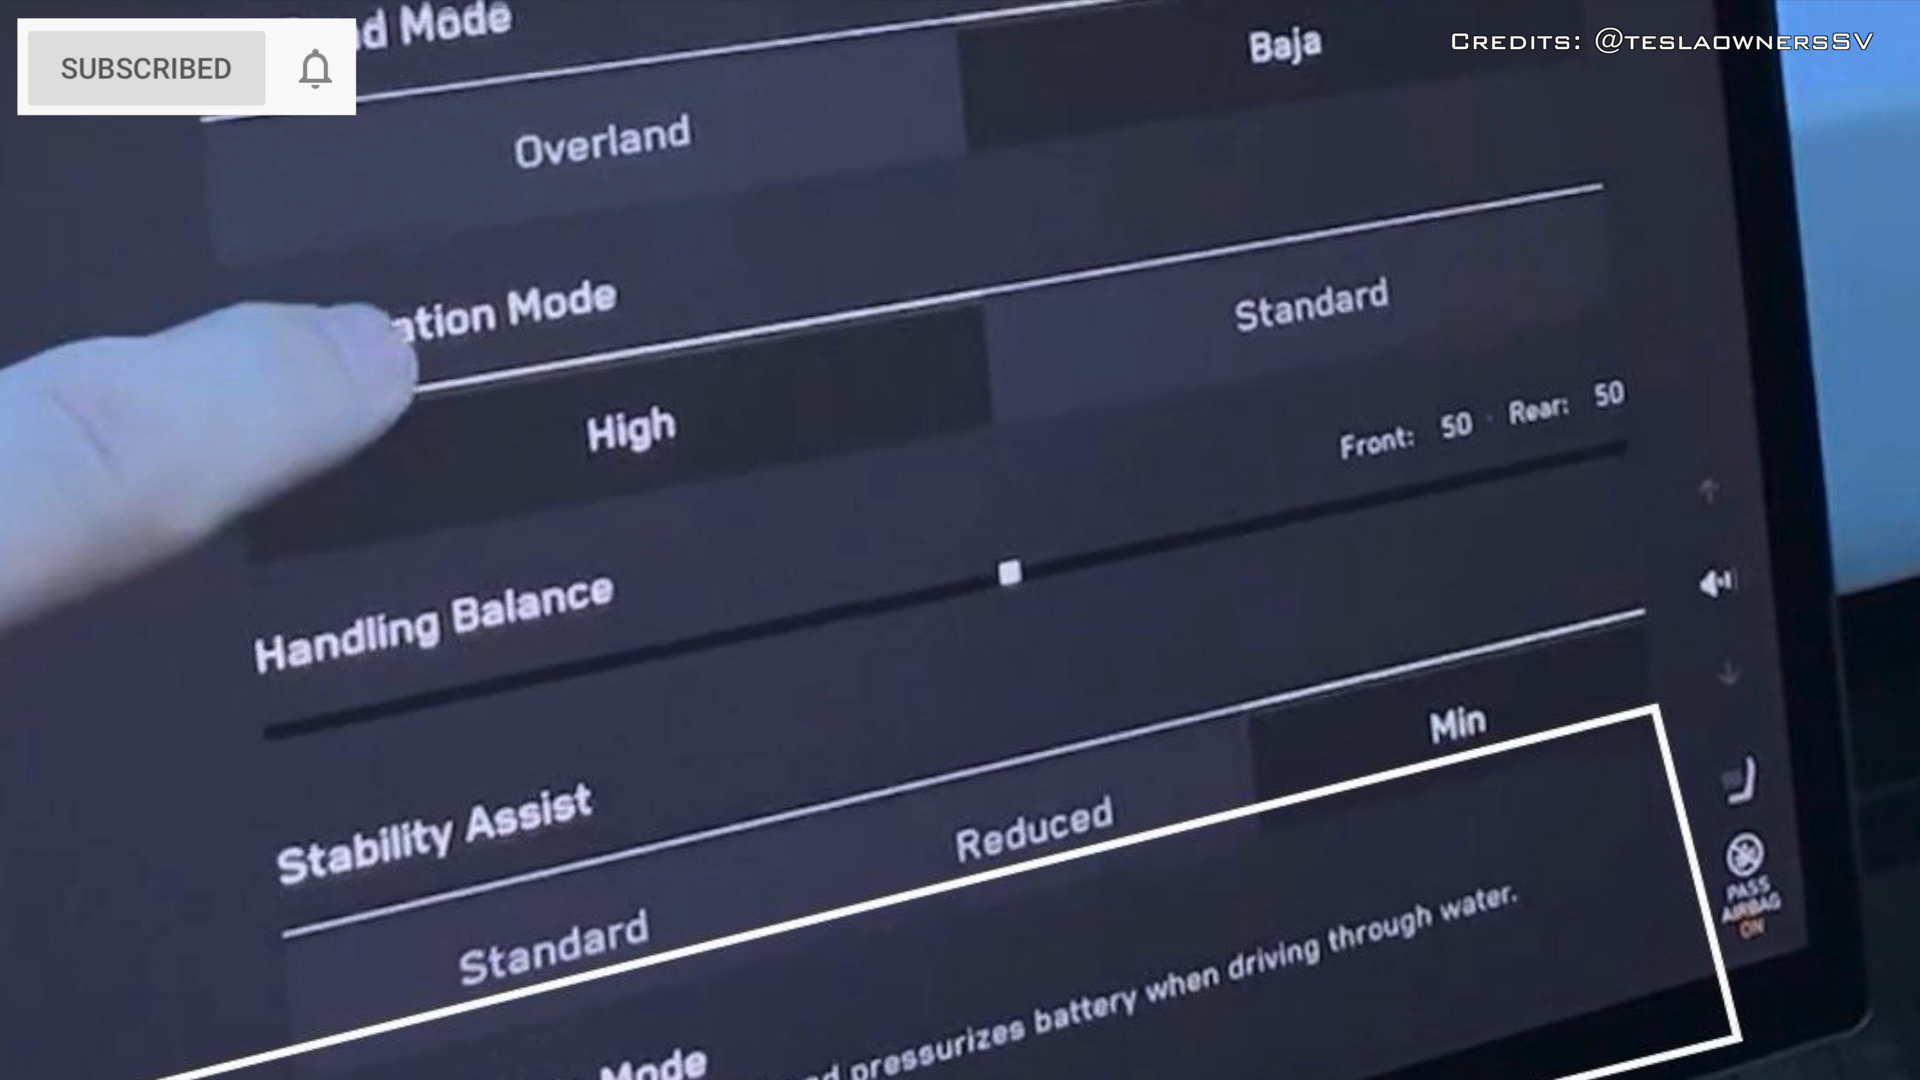 SUBSCRIBED
CREDITS: @TESLAOWNERSSV
Mode
Overland
Baja
Mode
High
Standard
Handling Balance
Front: 50 · Rear: 50
Stability Assist
Standard
Reduced
Min
Mode
pressurizes battery when driving through water.
PASS
AIRBAG
ON